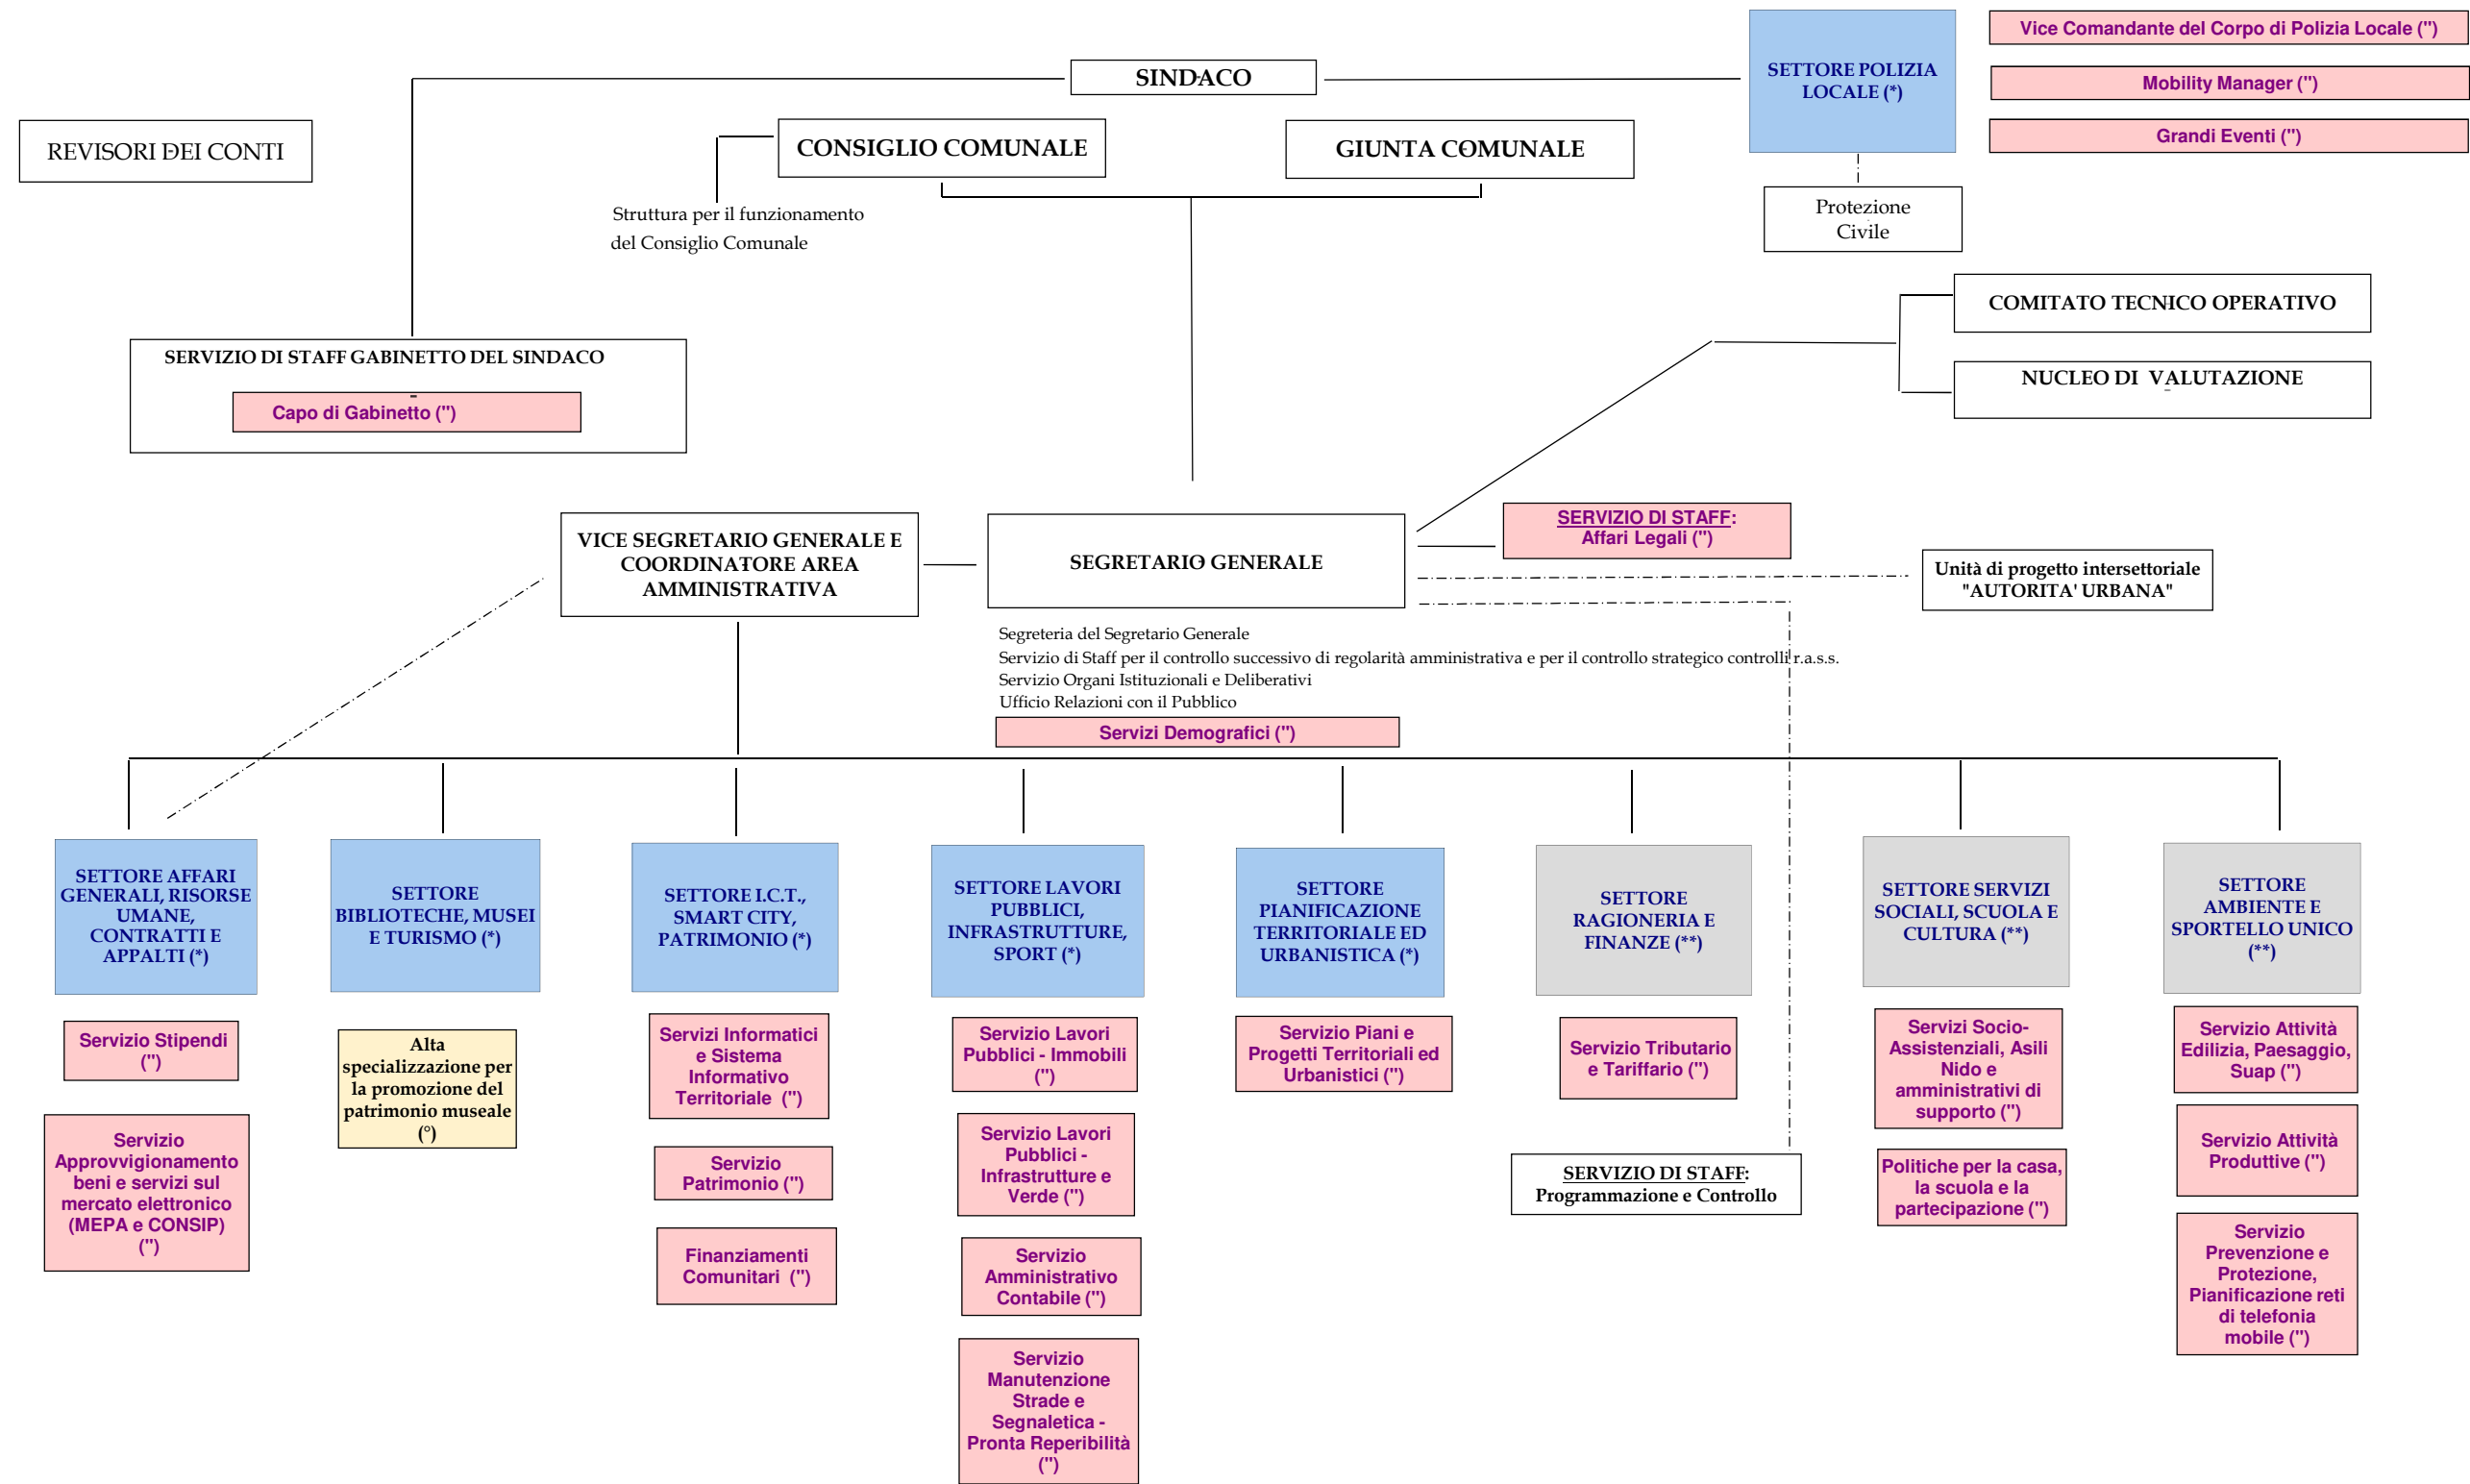 SINDACO
SETTORE POLIZIA
LOCALE (*)
Vice Comandante del Corpo di Polizia Locale (")
Mobility Manager (")
Grandi Eventi (")
REVISORI DEI CONTI
CONSIGLIO COMUNALE
GIUNTA COMUNALE
Struttura per il funzionamento
del Consiglio Comunale
Protezione
Civile
COMITATO TECNICO OPERATIVO
NUCLEO DI VALUTAZIONE
SERVIZIO DI STAFF GABINETTO DEL SINDACO
Capo di Gabinetto (")
VICE SEGRETARIO GENERALE E
COORDINATORE AREA
AMMINISTRATIVA
SEGRETARIO GENERALE
SERVIZIO DI STAFF:
Affari Legali (")
Unità di progetto intersettoriale
"AUTORITA' URBANA"
Segreteria del Segretario Generale
Servizio di Staff per il controllo successivo di regolarità amministrativa e per il controllo strategico controlli r.a.s.s.
Servizio Organi Istituzionali e Deliberativi
Ufficio Relazioni con il Pubblico
Servizi Demografici (")
SETTORE AFFARI
GENERALI, RISORSE
UMANE,
CONTRATTI E
APPALTI (*)
Servizio Stipendi
(")
Servizio
Approvvigionamento
beni e servizi sul
mercato elettronico
(MEPA e CONSIP)
(")
SETTORE
BIBLIOTECHE, MUSEI
E TURISMO (*)
Alta
specializzazione per
la promozione del
patrimonio museale
(°)
SETTORE I.C.T.,
SMART CITY,
PATRIMONIO (*)
Servizi Informatici
e Sistema
Informativo
Territoriale (")
Servizio
Patrimonio (")
Finanziamenti
Comunitari (")
SETTORE LAVORI
PUBBLICI,
INFRASTRUTTURE,
SPORT (*)
Servizio Lavori
Pubblici - Immobili
(")
Servizio Lavori
Pubblici -
Infrastrutture e
Verde (")
Servizio
Amministrativo
Contabile (")
Servizio
Manutenzione
Strade e
Segnaletica -
Pronta Reperibilità
(")
SETTORE
PIANIFICAZIONE
TERRITORIALE ED
URBANISTICA (*)
Servizio Piani e
Progetti Territoriali ed
Urbanistici (")
SETTORE
RAGIONERIA E
FINANZE (**)
Servizio Tributario
e Tariffario (")
SERVIZIO DI STAFF:
Programmazione e Controllo
SETTORE SERVIZI
SOCIALI, SCUOLA E
CULTURA (**)
Servizi Socio-
Assistenziali, Asili
Nido e
amministrativi di
supporto (")
Politiche per la casa,
la scuola e la
partecipazione (")
SETTORE
AMBIENTE E
SPORTELLO UNICO
(**)
Servizio Attività
Edilizia, Paesaggio,
Suap (")
Servizio Attività
Produttive (")
Servizio
Prevenzione e
Protezione,
Pianificazione reti
di telefonia
mobile (")